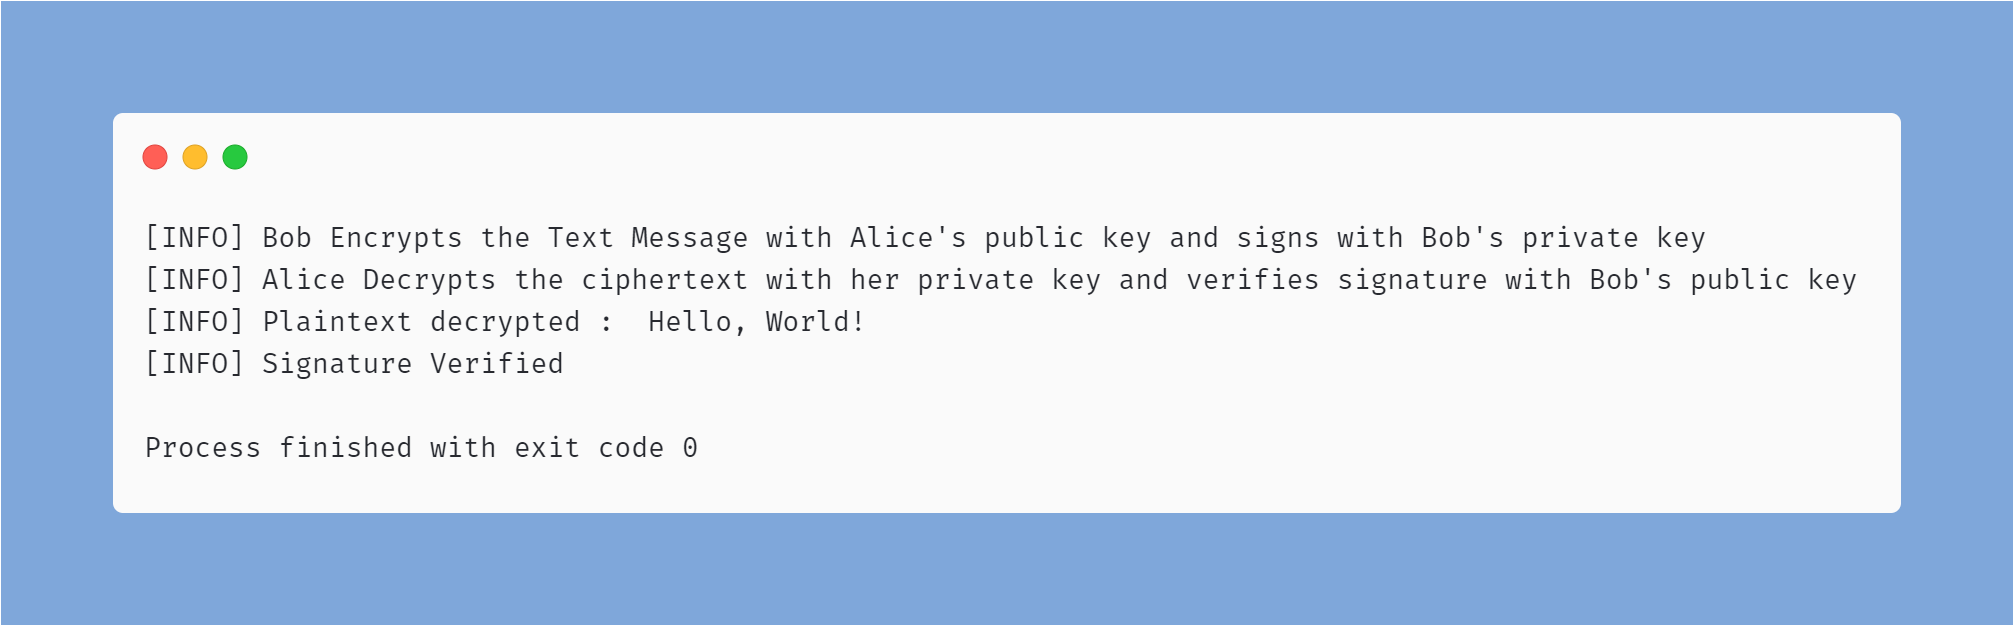 [INFO] Bob Encrypts the Text Message with Alice's public key and signs with Bob's private key
[INFO] Alice Decrypts the ciphertext with her private key and verifies signature with Bob's public key
[INFO] Plaintext decrypted :  Hello, World!
[INFO] Signature Verified
Process finished with exit code 0